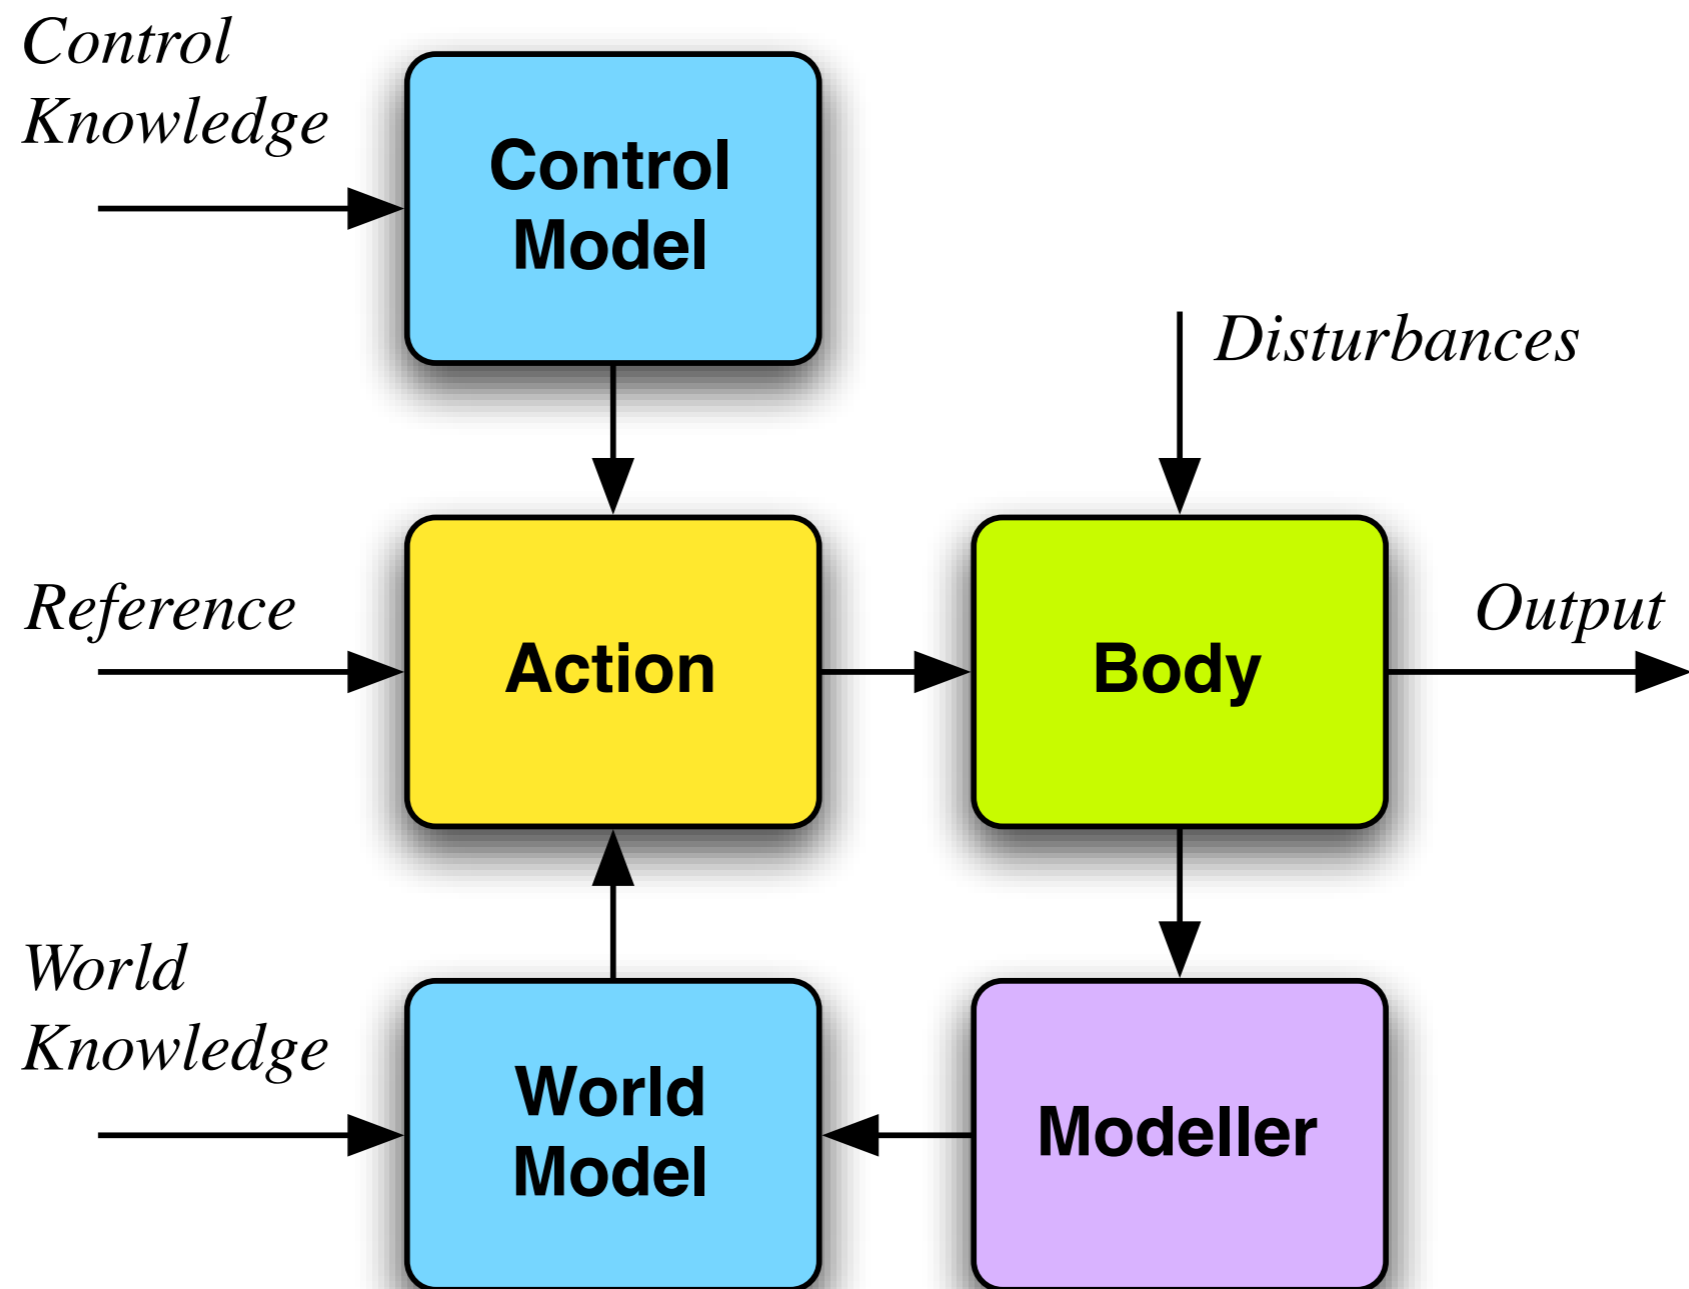 Control
Knowledge
Control
Model
Disturbances
Reference
Action
Body
Output
World
Knowledge
World
Model
Modeller